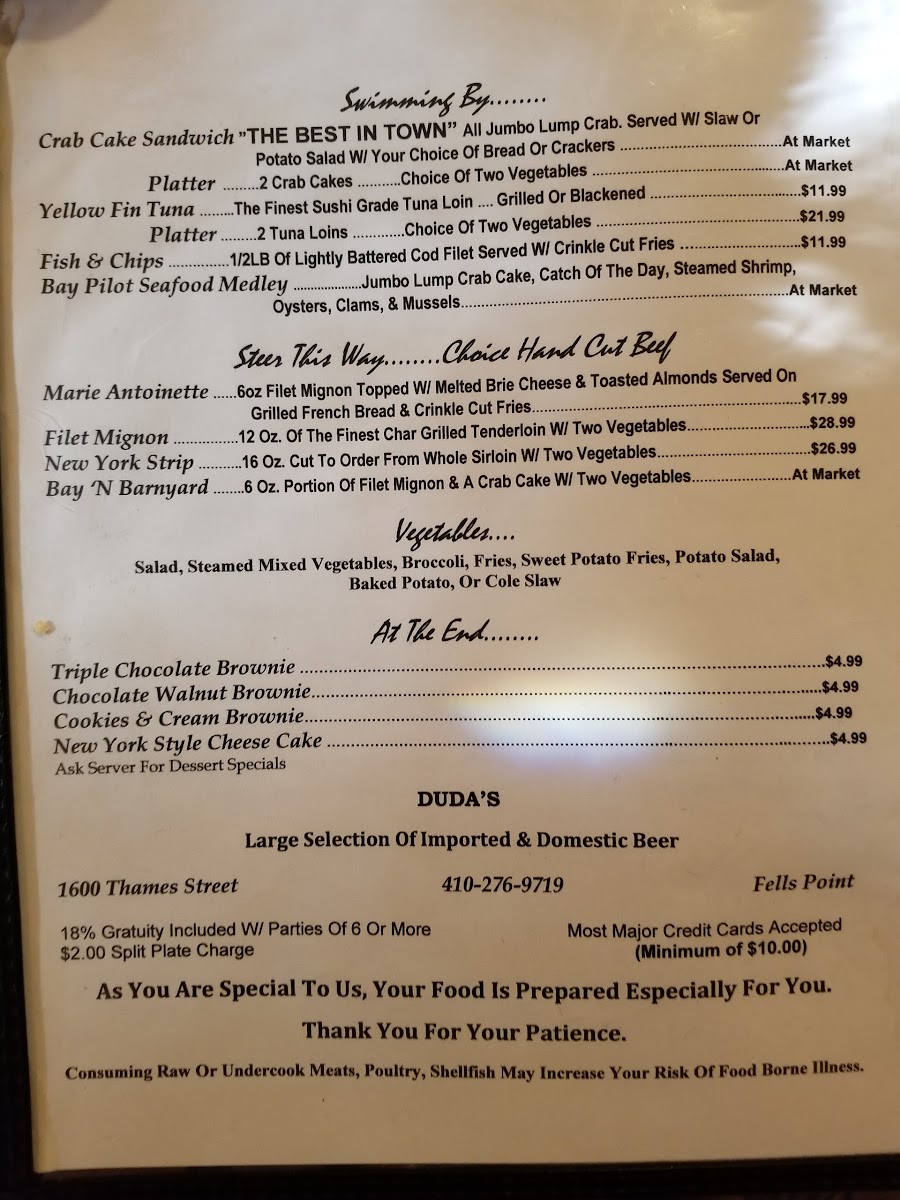 Swimming By........
Crab Cake Sandwich "THE BEST IN TOWN" All Jumbo Lump Crab. Served W/ Slaw Or
Potato Salad W/ Your Choice Of Bread Or Crackers ..............................At Market
Platter .........2 Crab Cakes ...........Choice Of Two Vegetables ....................................At Market
Yellow Fin Tuna .........The Finest Sushi Grade Tuna Loin .... Grilled Or Blackened ............................$11.99
Platter .........2 Tuna Loins .............Choice Of Two Vegetables ......................................$21.99
Fish & Chips ...............1/2LB Of Lightly Battered Cod Filet Served W/ Crinkle Cut Fries .......................$11.99
Bay Pilot Seafood Medley .....................Jumbo Lump Crab Cake, Catch Of The Day, Steamed Shrimp,
Oysters, Clams, & Mussels............................................................At Market
Steer This Way........Choice Hand Cut Beef
Marie Antoinette ......6oz Filet Mignon Topped W/ Melted Brie Cheese & Toasted Almonds Served On
Grilled French Bread & Crinkle Cut Fries..................................................$17.99
Filet Mignon ................12 Oz. Of The Finest Char Grilled Tenderloin W/ Two Vegetables.......................$28.99
New York Strip ...........16 Oz. Cut To Order From Whole Sirloin W/ Two Vegetables.............................$26.99
Bay 'N Barnyard ........6 Oz. Portion Of Filet Mignon & A Crab Cake W/ Two Vegetables.....................At Market
Vegetables....
Salad, Steamed Mixed Vegetables, Broccoli, Fries, Sweet Potato Fries, Potato Salad,
Baked Potato, Or Cole Slaw
At The End........
Triple Chocolate Brownie ....................................................................................$4.99
Chocolate Walnut Brownie....................................................................................$4.99
Cookies & Cream Brownie.....................................................................................$4.99
New York Style Cheese Cake ..................................................................................$4.99
Ask Server For Dessert Specials
DUDA'S
Large Selection Of Imported & Domestic Beer
1600 Thames Street 410-276-9719 Fells Point
18% Gratuity Included W/ Parties Of 6 Or More Most Major Credit Cards Accepted
$2.00 Split Plate Charge (Minimum of $10.00)
As You Are Special To Us, Your Food Is Prepared Especially For You.
Thank You For Your Patience.
Consuming Raw Or Undercook Meats, Poultry, Shellfish May Increase Your Risk Of Food Borne Illness.